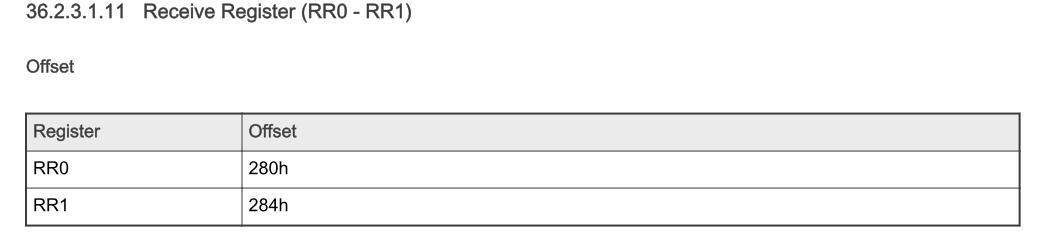 36.2.3.1.11 Receive Register (RR0 - RR1)
Offset
Register Offset
RR0 280h
RR1 284h